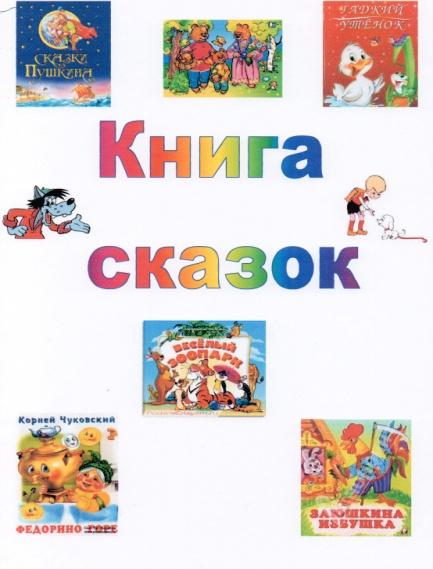 СКАЗКИ
ПУШКИНА
ГАДКИЙ
УТЁНОК
Книга
сказок
ВЕСЁЛЫЙ
ЗООПАРК
Корней Чуковский
ФЕДОРИНО ГОРЕ
ЗАЮШКИНА
ИЗБУШКА